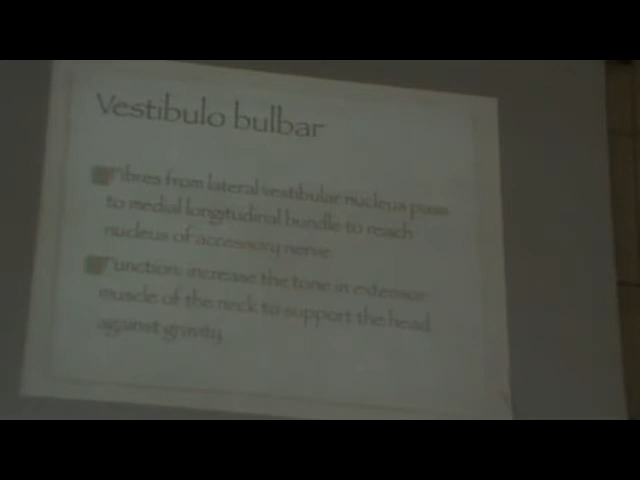 Vestibulo bulbar
Fibres from lateral vestibular nucleus pass
to medial longitudinal bundle to reach
nucleus of accessory nerve
Function: increase the tone in extensor
muscle of the neck to support the head
against gravity